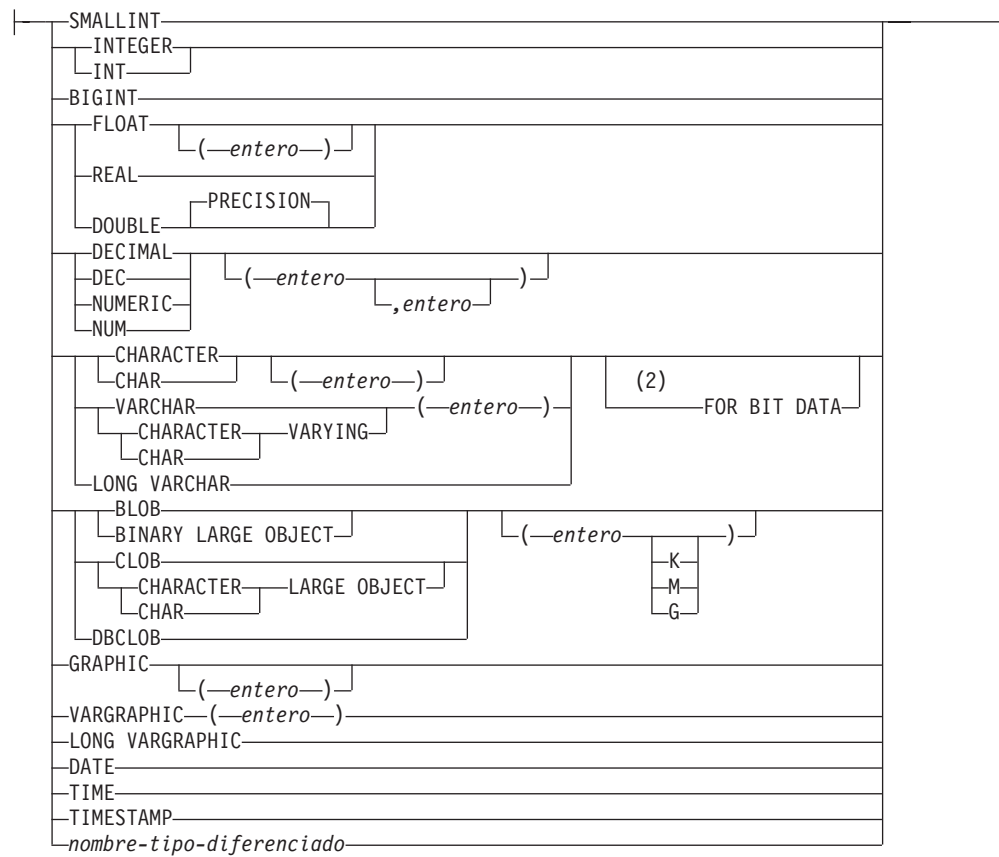 SMALLINT
INTEGER
INT
BIGINT
FLOAT
(entero)
REAL
PRECISION
DOUBLE
DECIMAL
DEC
(entero
)
NUMERIC
,entero
NUM
CHARACTER
CHAR
(entero)
(2)
VARCHAR
(entero)
FOR BIT DATA
CHARACTER
VARYING
CHAR
LONG VARCHAR
BLOB
BINARY LARGE OBJECT
(entero
)
CLOB
K
CHARACTER
LARGE OBJECT
M
CHAR
G
DBCLOB
GRAPHIC
(entero)
VARGRAPHIC (entero)
LONG VARGRAPHIC
DATE
TIME
TIMESTAMP
nombre-tipo-diferenciado